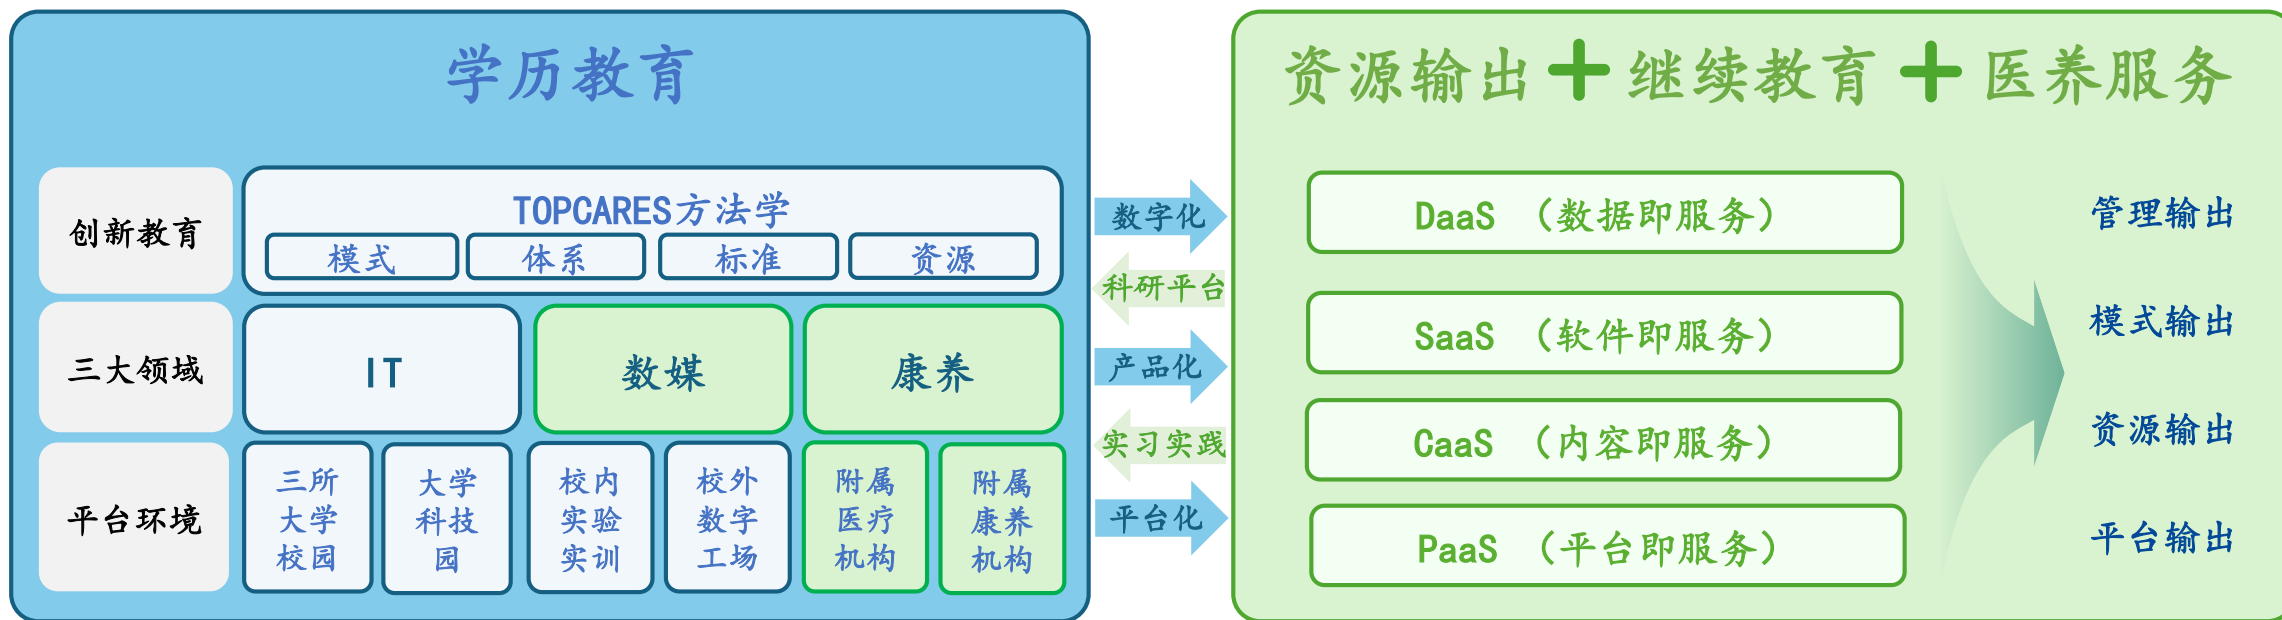 学历教育
创新教育
TOPCARES方法学
模式
体系
标准
资源
三大领域
IT
数媒
康养
平台环境
三所
大学
校园
大学
科技
园
校内
实验
实训
校外
数字
工场
附属
医疗
机构
附属
康养
机构
数字化
科研平台
产品化
实习实践
平台化
资源输出+继续教育+医养服务
DaaS （数据即服务）
SaaS （软件即服务）
CaaS （内容即服务）
PaaS （平台即服务）
管理输出
模式输出
资源输出
平台输出